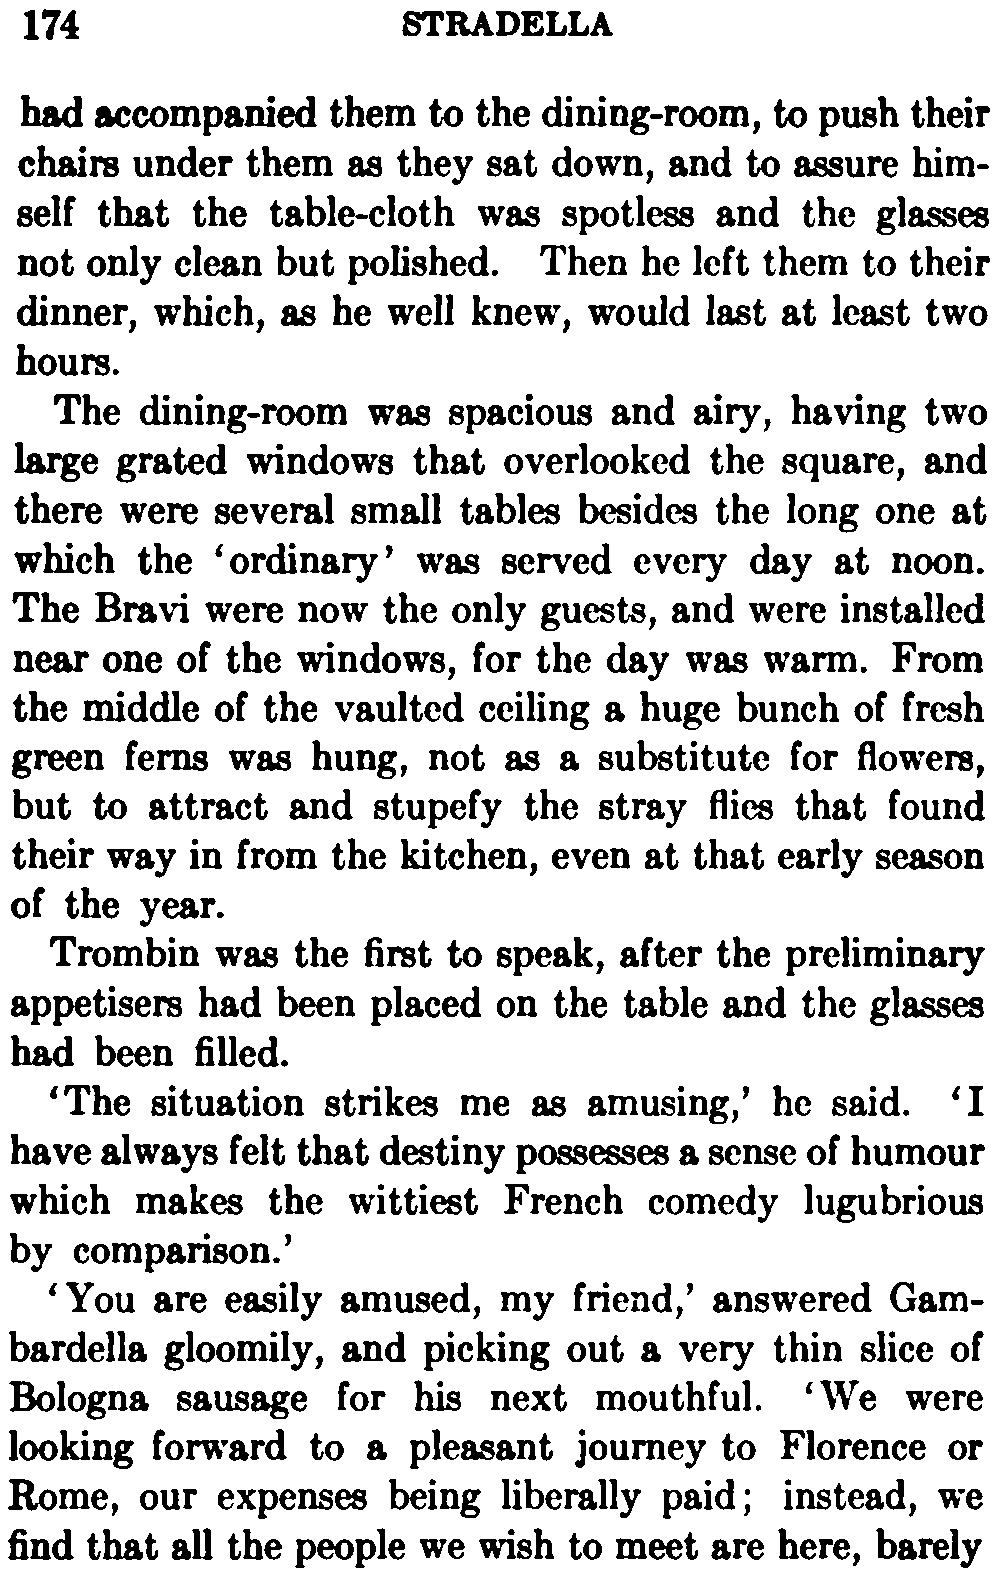 174 STRADELLA
had accompanied them to the dining-room, to push their
chairs under them as they sat down, and to assure him-
self that the table-cloth was spotless and the glasses
not only clean but polished. Then he left them to their
dinner, which, as he well knew, would last at least two
hours.
The dining-room was spacious and airy, having two
large grated windows that overlooked the square, and
there were several small tables besides the long one at
which the ‘ordinary’ was served every day at noon.
The Bravi were now the only guests, and were installed
near one of the windows, for the day was warm. From
the middle of the vaulted ceiling a huge bunch of fresh
green ferns was hung, not as a substitute for flowers,
but to attract and stupefy the stray flies that found
their way in from the kitchen, even at that early season
of the year.
Trombin was the first to speak, after the preliminary
appetisers had been placed on the table and the glasses
had been filled.
‘The situation strikes me as amusing,’ he said. ‘I
have always felt that destiny possesses a sense of humour
which makes the wittiest French comedy lugubrious
by comparison.’
‘You are easily amused, my friend,’ answered Gam-
bardella gloomily, and picking out a very thin slice of
Bologna sausage for his next mouthful. ‘We were
looking forward to a pleasant journey to Florence or
Rome, our expenses being liberally paid; instead, we
find that all the people we wish to meet are here, barely